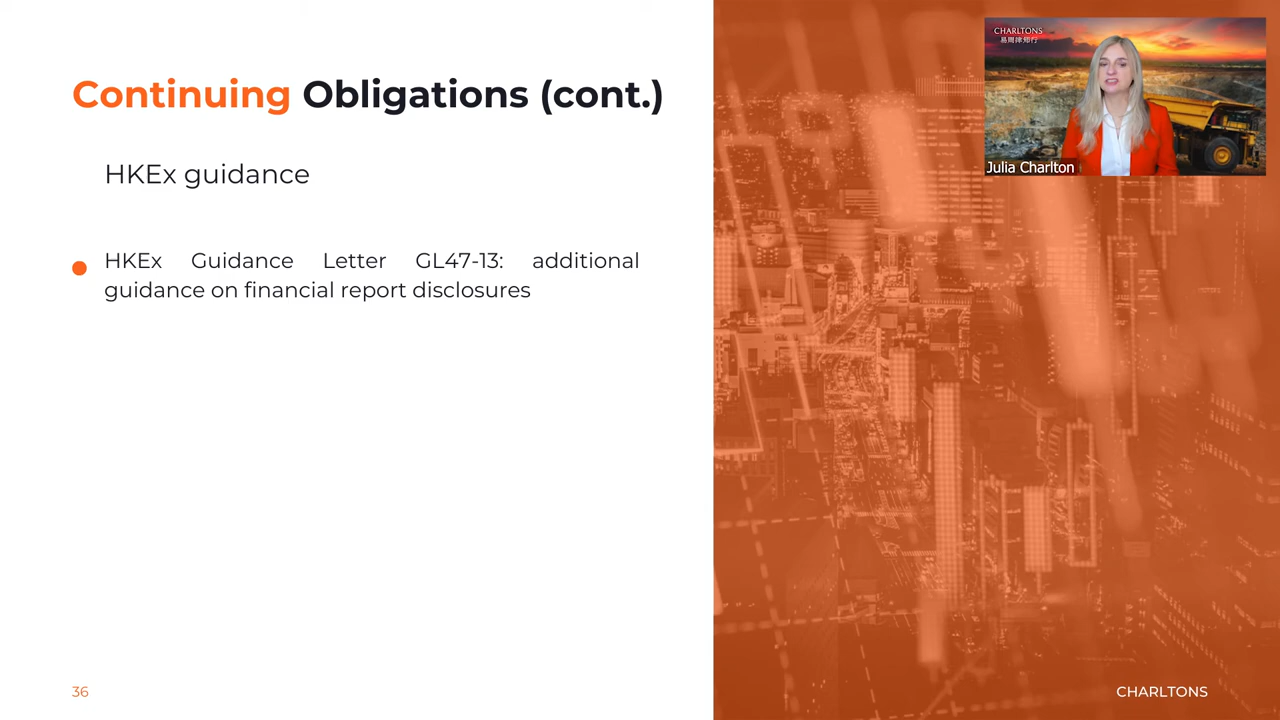 Continuing Obligations (cont.)
HKEx guidance
HKEx Guidance Letter GL47-13: additional
guidance on financial report disclosures
36
CHARLTONS
易周律师行
Julia Charlton
CHARLTONS